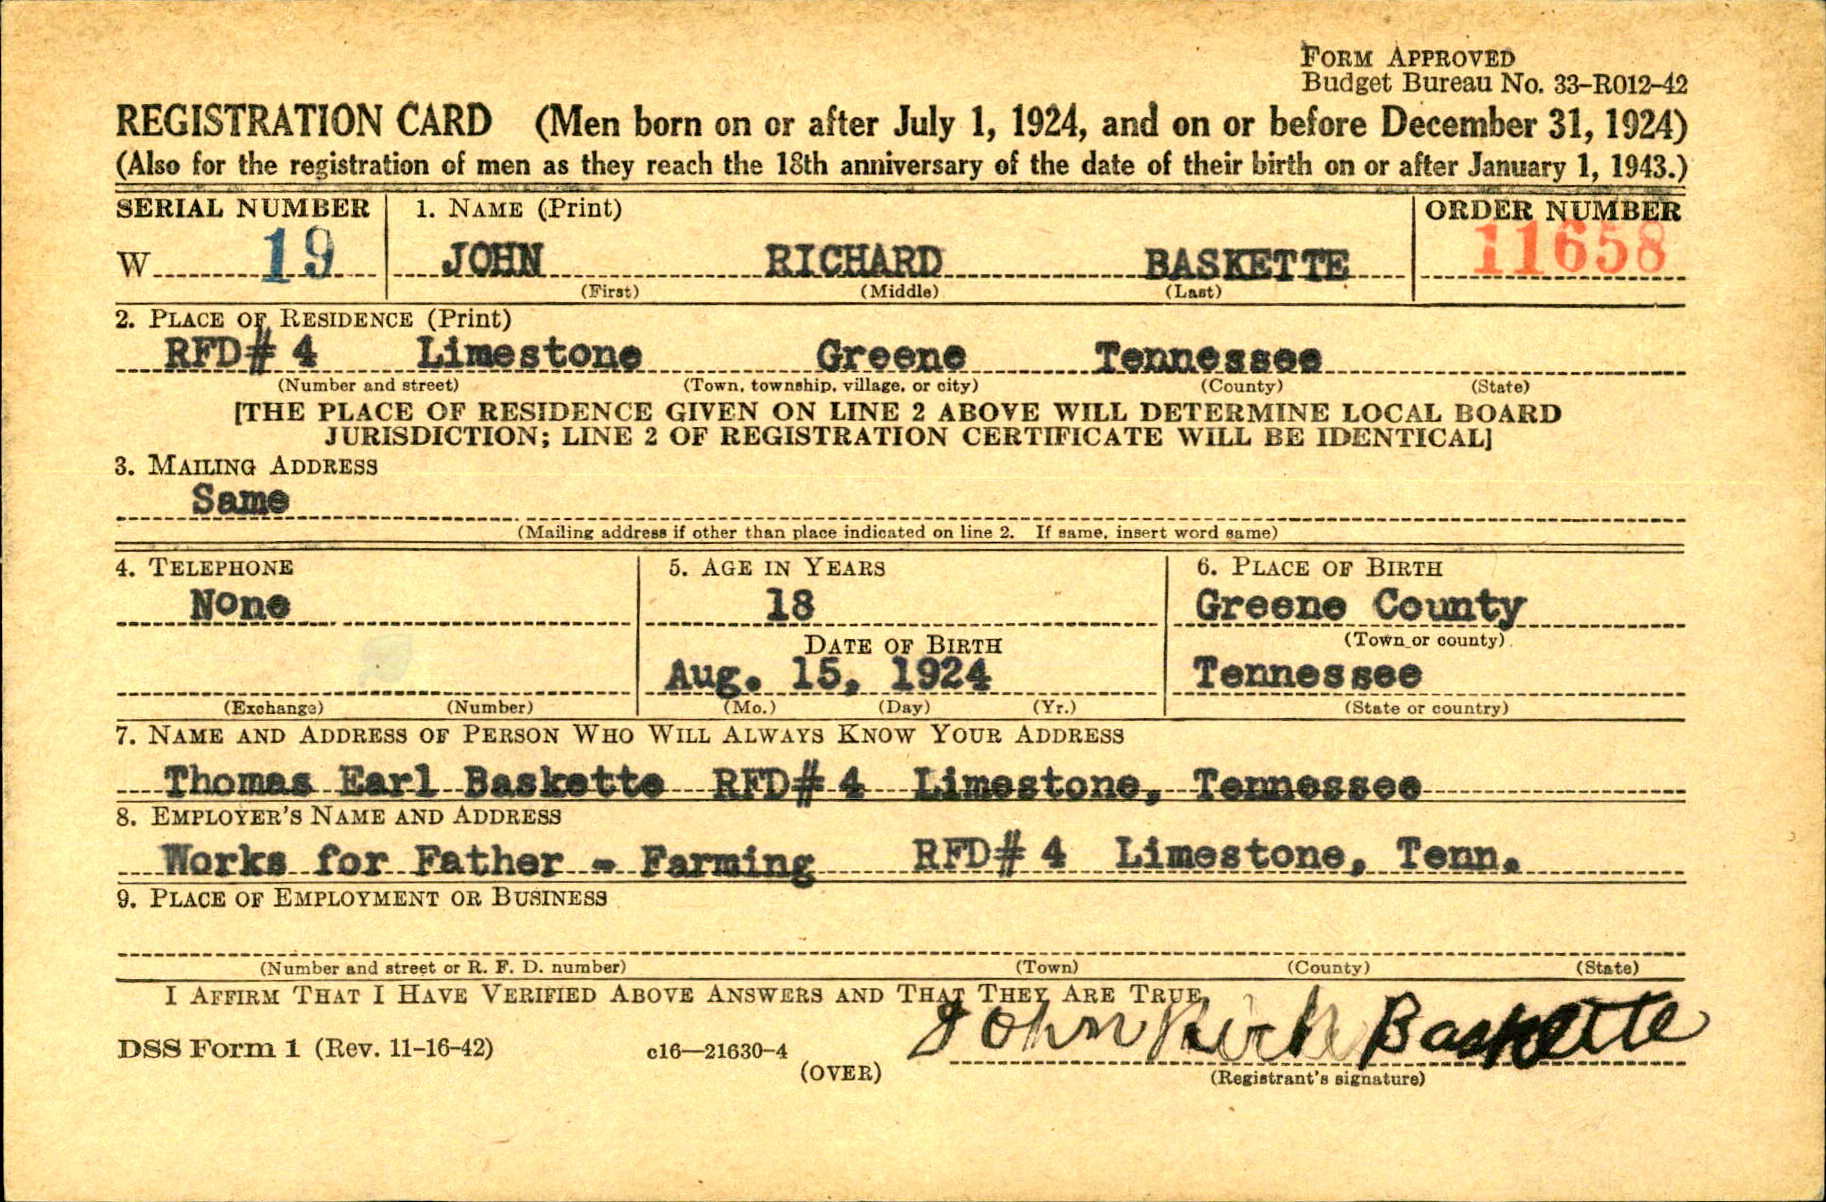 FORM APPROVED
Budget Bureau No. 33-R012-42
REGISTRATION CARD (Men born on or after July 1, 1924, and on or before December 31, 1924)
(Also for the registration of men as they reach the 18th anniversary of the date of their birth on or after January 1, 1943.)
SERIAL NUMBER 1. NAME (Print) ORDER NUMBER
W 19 JOHN RICHARD BASKETTE 11658
(First) (Middle) (Last)
2. PLACE OF RESIDENCE (Print)
RFD# 4 Limestone Greene Tennessee
(Number and street) (Town, township, village, or city) (County) (State)
[THE PLACE OF RESIDENCE GIVEN ON LINE 2 ABOVE WILL DETERMINE LOCAL BOARD
JURISDICTION; LINE 2 OF REGISTRATION CERTIFICATE WILL BE IDENTICAL]
3. MAILING ADDRESS
Same
(Mailing address if other than place indicated on line 2. If same, insert word same)
4. TELEPHONE 5. AGE IN YEARS 6. PLACE OF BIRTH
None 18 Greene County
DATE OF BIRTH (Town or county)
Aug. 15, 1924 Tennessee
(Exchange) (Number) (Mo.) (Day) (Yr.) (State or country)
7. NAME AND ADDRESS OF PERSON WHO WILL ALWAYS KNOW YOUR ADDRESS
Thomas Earl Baskette RFD# 4 Limestone, Tennessee
8. EMPLOYER'S NAME AND ADDRESS
Works for Father - Farming RFD# 4 Limestone, Tenn.
9. PLACE OF EMPLOYMENT OR BUSINESS
(Number and street or R. F. D. number) (Town) (County) (State)
I AFFIRM THAT I HAVE VERIFIED ABOVE ANSWERS AND THAT THEY ARE TRUE
John Baskette
DSS Form 1 (Rev. 11-16-42) c16—21630-4
(OVER) (Registrant's signature)